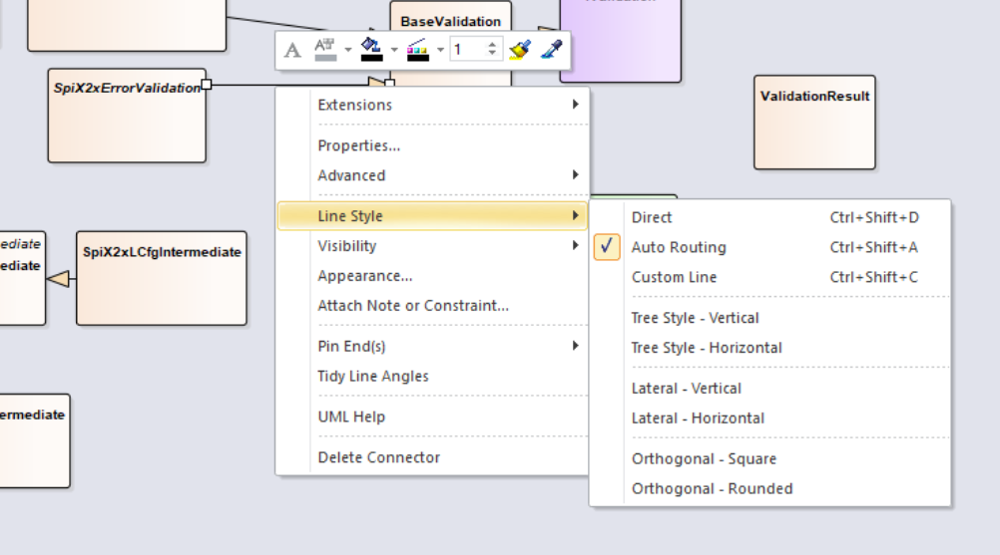 BaseValidation
A
1
SpiX2xErrorValidation
ValidationResult
Extensions
Properties...
Advanced
Line Style
Visibility
Appearance...
Attach Note or Constraint...
Pin End(s)
Tidy Line Angles
UML Help
Delete Connector
Direct Ctrl+Shift+D
Auto Routing Ctrl+Shift+A
Custom Line Ctrl+Shift+C
Tree Style - Vertical
Tree Style - Horizontal
Lateral - Vertical
Lateral - Horizontal
Orthogonal - Square
Orthogonal - Rounded
ediate
ediate
SpiX2xLCfgIntermediate
ermediate